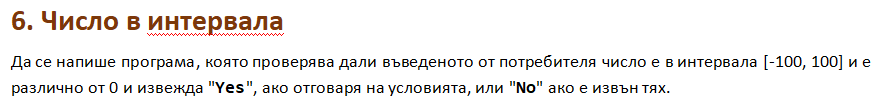 6. Число в интервала
Да се напише програма, която проверява дали въведеното от потребителя число е в интервала [-100, 100] и е
различно от 0 и извежда "Yes", ако отговаря на условията, или "No" ако е извън тях.